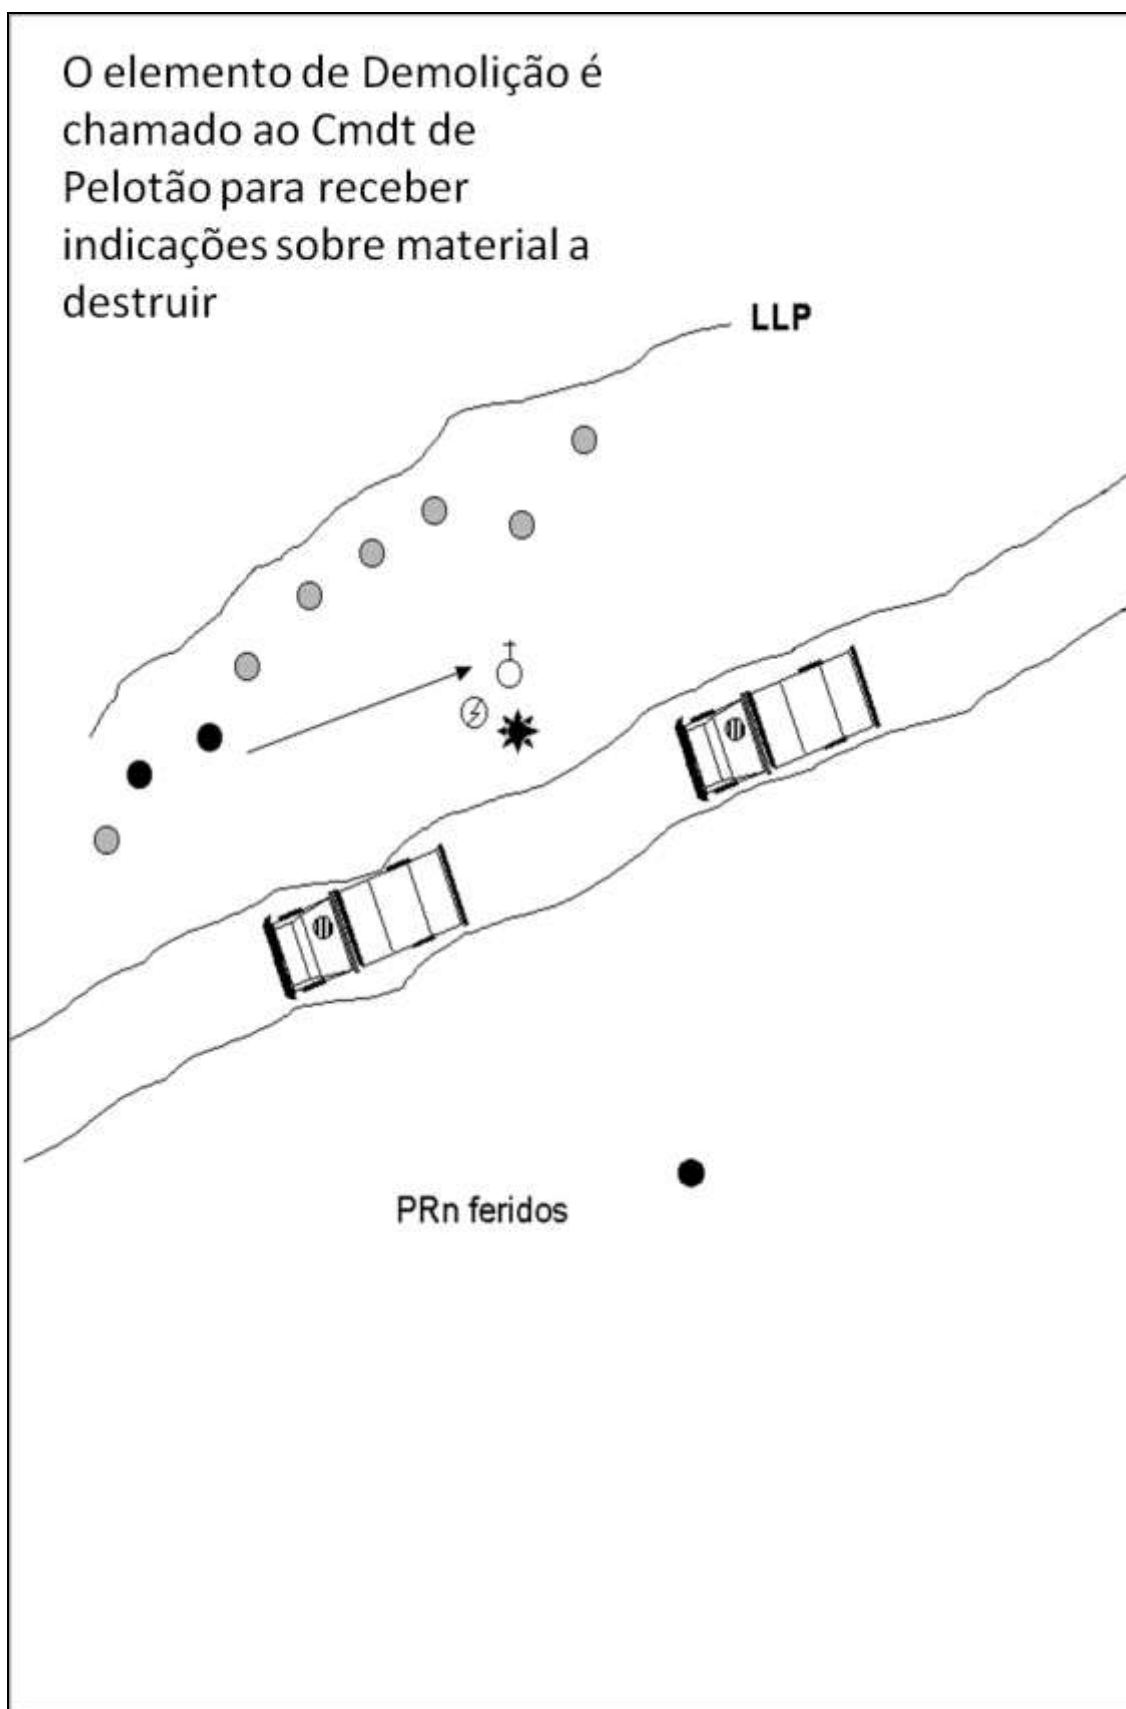 O elemento de Demolição é
chamado ao Cmdt de
Pelotão para receber
indicações sobre material a
destruir
LLP
PRn feridos